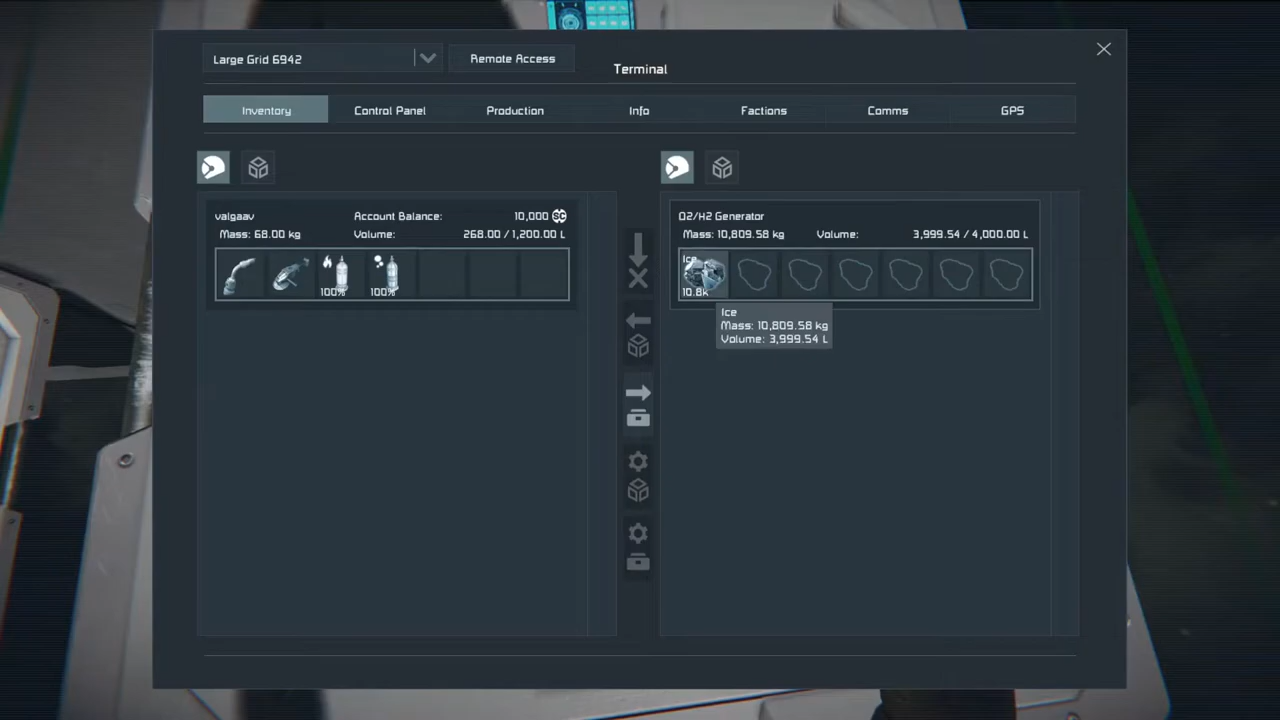 Large Grid 6942
Remote Access
Terminal
Inventory
Control Panel
Production
Info
Factions
Comms
GPS
valgaav
Account Balance:
10,000 SC
Mass: 68.00 kg
Volume:
268.00 / 1,200.00 L
100%
100%
O2/H2 Generator
Mass: 10,809.58 kg
Volume:
3,999.54 / 4,000.00 L
Ice
10.8k
Ice
Mass: 10,809.58 kg
Volume: 3,999.54 L